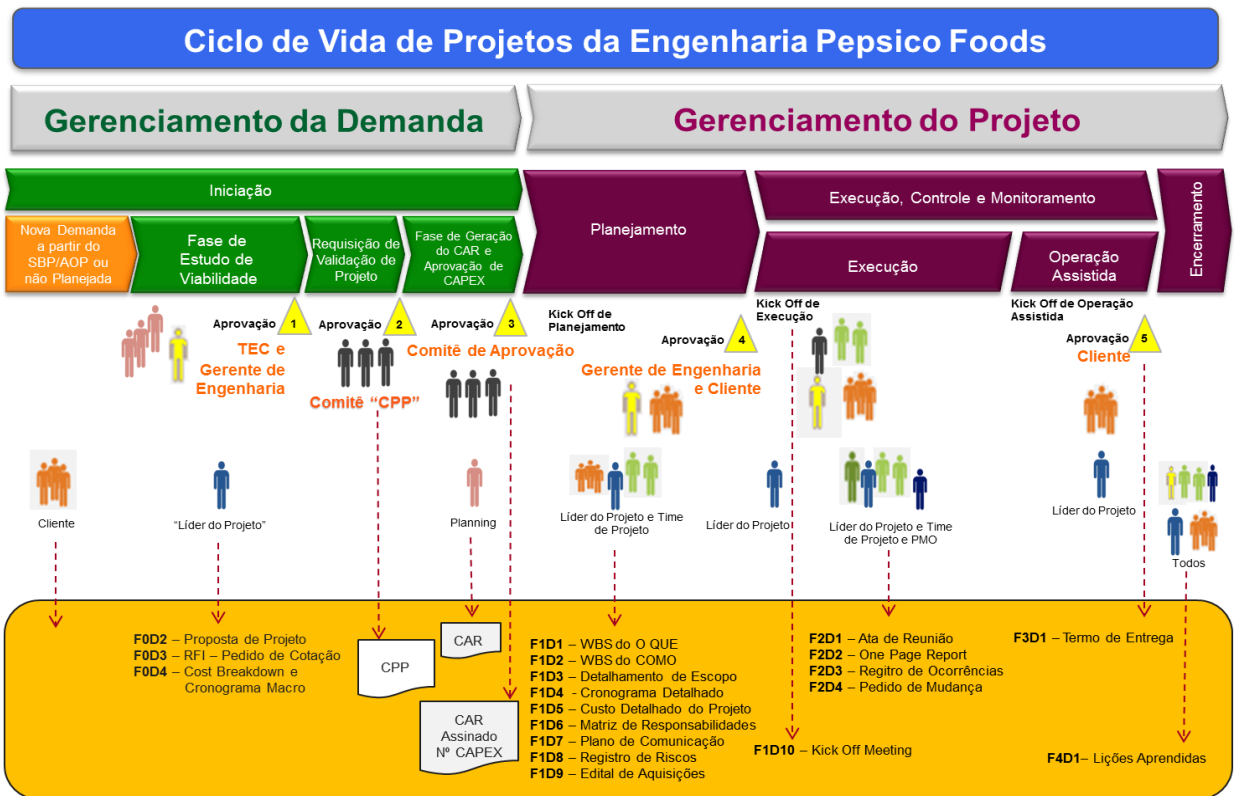 Ciclo de Vida de Projetos da Engenharia Pepsico Foods
Gerenciamento da Demanda
Gerenciamento do Projeto
Iniciação
Nova Demanda
a partir do
SBP/AOP ou
não Planejada
Fase de
Estudo de
Viabilidade
Requisição de
Validação de
Projeto
Fase de Geração
do CAR e
Aprovação de
CAPEX
Planejamento
Execução, Controle e Monitoramento
Execução
Operação
Assistida
Encerramento
Aprovação 1
TEC e
Gerente de
Engenharia
Aprovação 2
Comitê “CPP”
Aprovação 3
Comitê de Aprovação
Kick Off de
Planejamento
Aprovação 4
Gerente de Engenharia
e Cliente
Kick Off de
Execução
Kick Off de Operação
Assistida
Aprovação 5
Cliente
Cliente
“Líder do Projeto”
Planning
Líder do Projeto e Time
de Projeto
Líder do Projeto
Líder do Projeto e Time
de Projeto e PMO
Líder do Projeto
Todos
F0D2 – Proposta de Projeto
F0D3 – RFI – Pedido de Cotação
F0D4 – Cost Breakdown e
Cronograma Macro
CPP
CAR
CAR
Assinado
Nº CAPEX
F1D1 – WBS do O QUE
F1D2 – WBS do COMO
F1D3 – Detalhamento de Escopo
F1D4 - Cronograma Detalhado
F1D5 – Custo Detalhado do Projeto
F1D6 – Matriz de Responsabilidades
F1D7 – Plano de Comunicação
F1D8 – Registro de Riscos
F1D9 – Edital de Aquisições
F1D10 – Kick Off Meeting
F2D1 – Ata de Reunião
F2D2 – One Page Report
F2D3 – Registro de Ocorrências
F2D4 – Pedido de Mudança
F3D1 – Termo de Entrega
F4D1– Lições Aprendidas